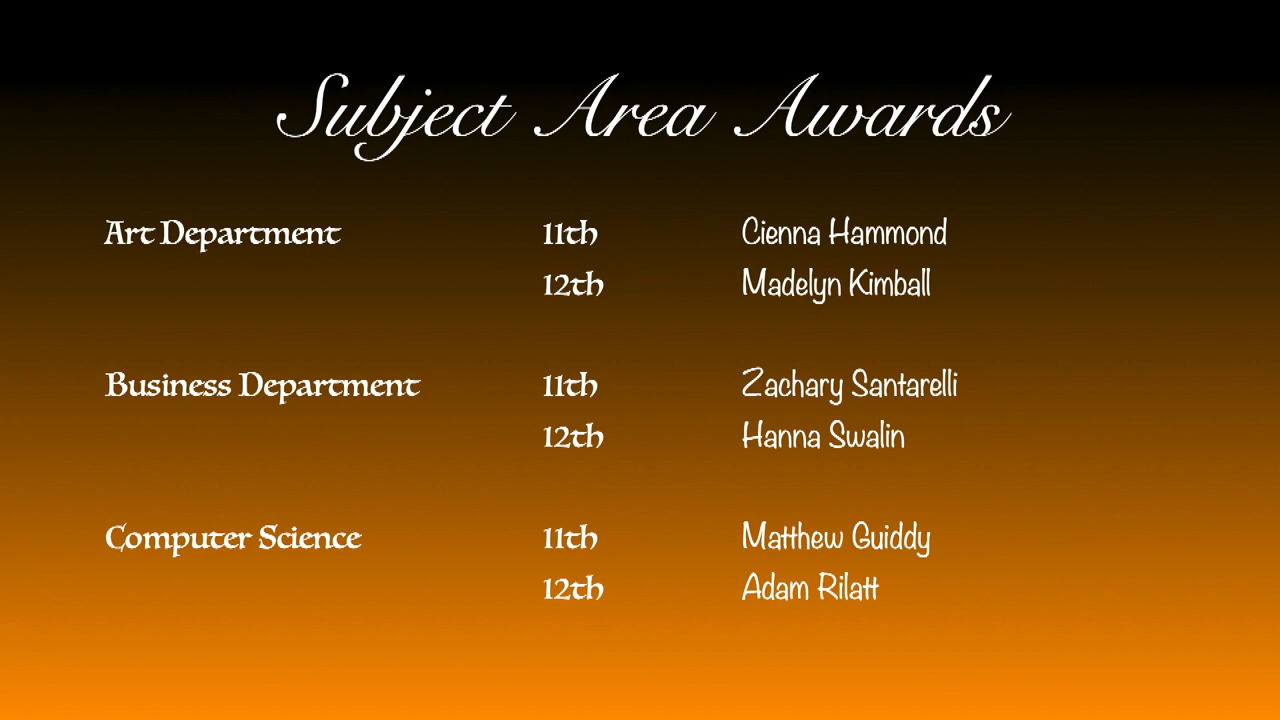 Subject Area Awards
Art Department 11th Cienna Hammond
12th Madelyn Kimball
Business Department 11th Zachary Santarelli
12th Hanna Swalin
Computer Science 11th Matthew Guiddy
12th Adam Rilatt